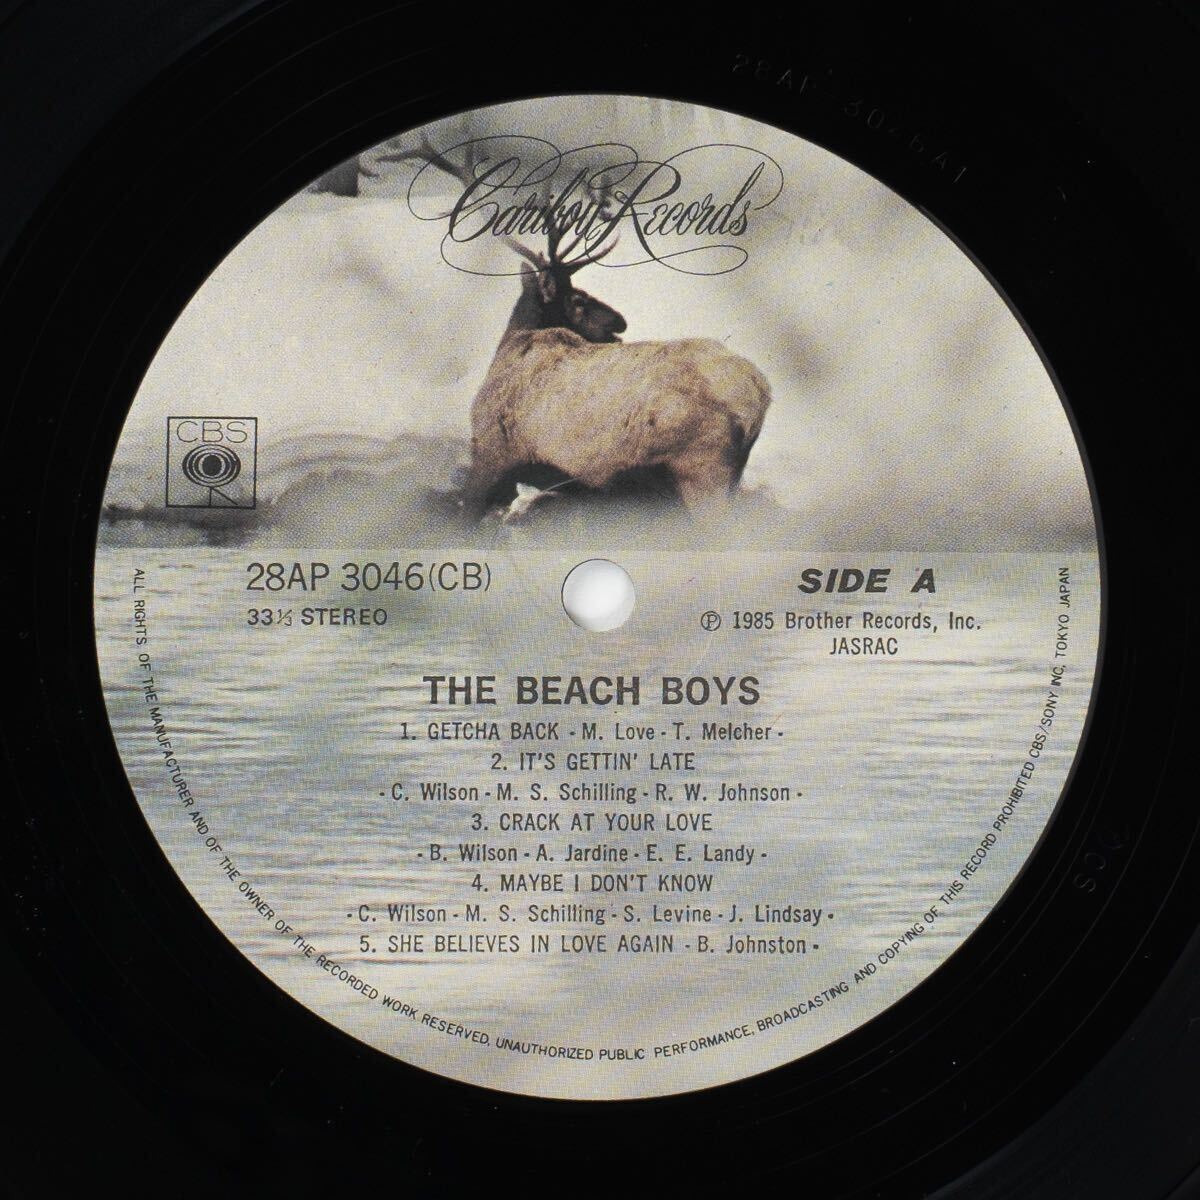 28AP 3046A1
Caribou Records
CBS
28AP 3046(CB)
33⅓ STEREO
SIDE A
Ⓟ 1985 Brother Records, Inc.
JASRAC
THE BEACH BOYS
1. GETCHA BACK - M. Love - T. Melcher -
2. IT'S GETTIN' LATE
- C. Wilson - M. S. Schilling - R. W. Johnson -
3. CRACK AT YOUR LOVE
- B. Wilson - A. Jardine - E. E. Landy -
4. MAYBE I DON'T KNOW
- C. Wilson - M. S. Schilling - S. Levine - J. Lindsay -
5. SHE BELIEVES IN LOVE AGAIN - B. Johnston -
ALL RIGHTS OF THE MANUFACTURER AND OF THE OWNER OF THE RECORDED WORK RESERVED, UNAUTHORIZED PUBLIC PERFORMANCE, BROADCASTING AND COPYING OF THIS RECORD PROHIBITED CBS/SONY INC, TOKYO JAPAN